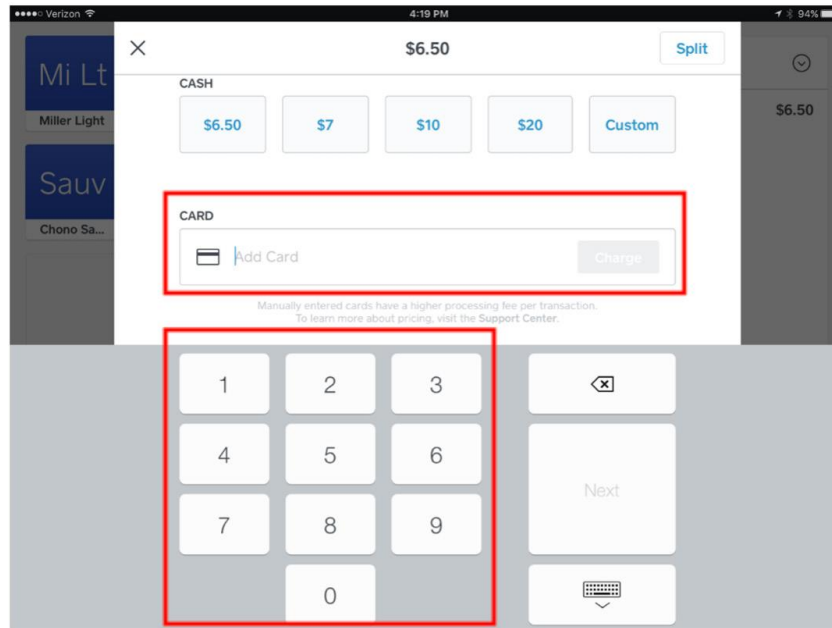 Verizon 4:19 PM 94%
$6.50 Split
Mi Lt
Miller Light
$6.50
CASH
$6.50 $7 $10 $20 Custom
Sauv
Chono Sa...
CARD
Add Card Charge
Manually entered cards have a higher processing fee per transaction.
To learn more about pricing, visit the Support Center.
1 2 3
4 5 6
Next
7 8 9
0